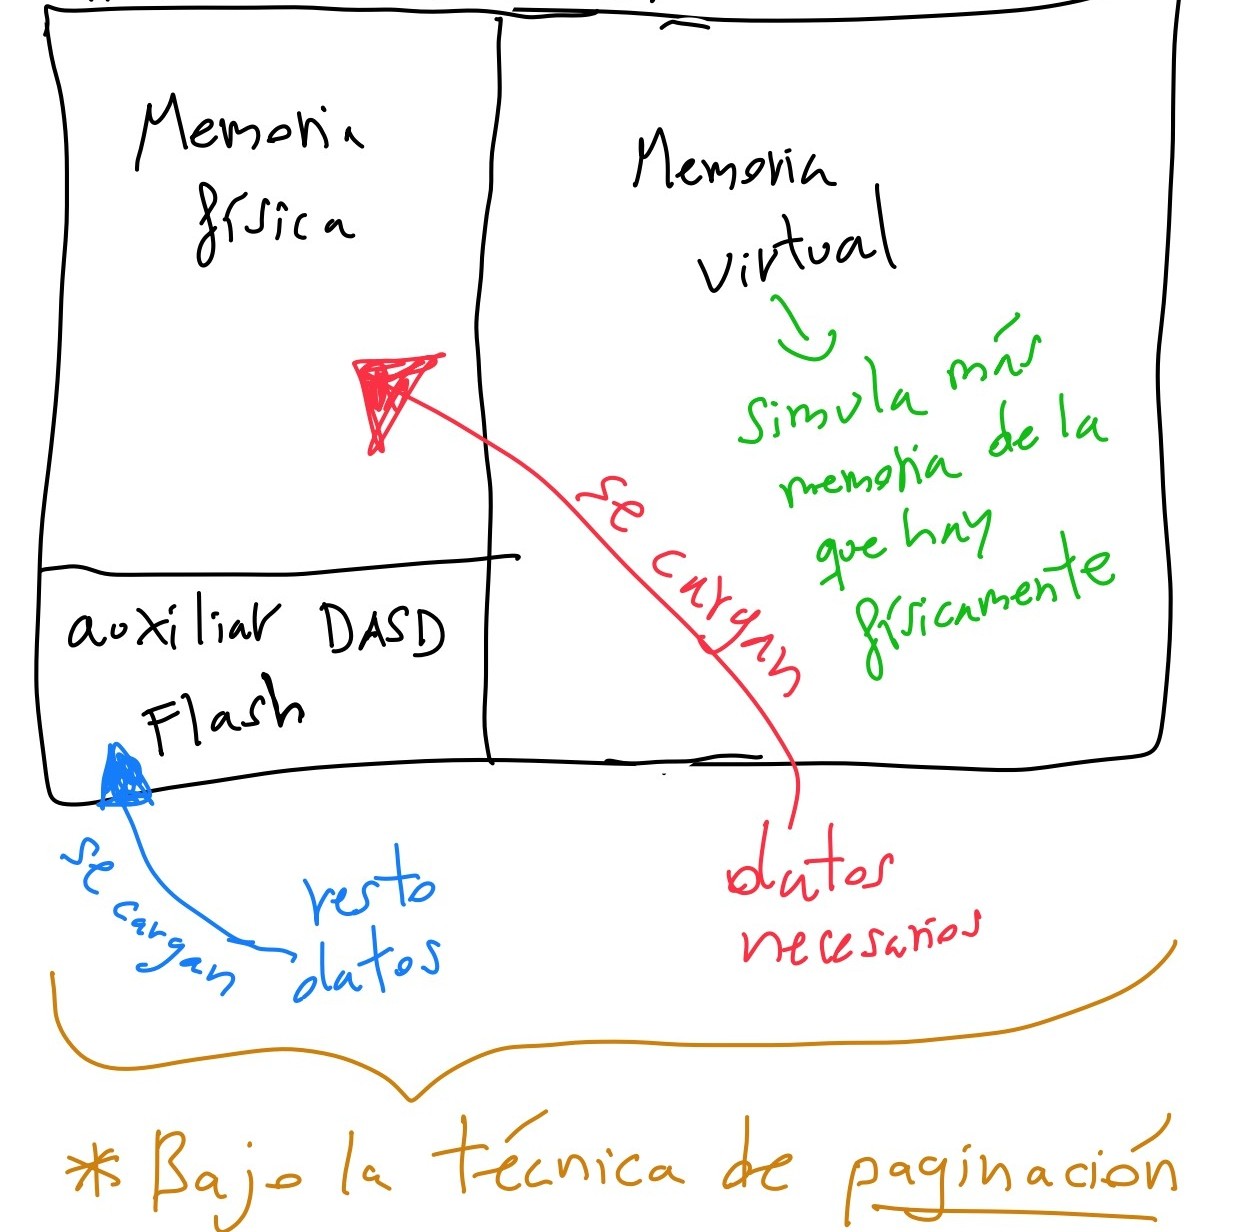 Memoria
física
Memoria
virtual
simula más
memoria de la
que hay
físicamente
se cargan
auxiliar DASD
Flash
se cargan
resto
datos
datos
necesarios
* Bajo la técnica de paginación